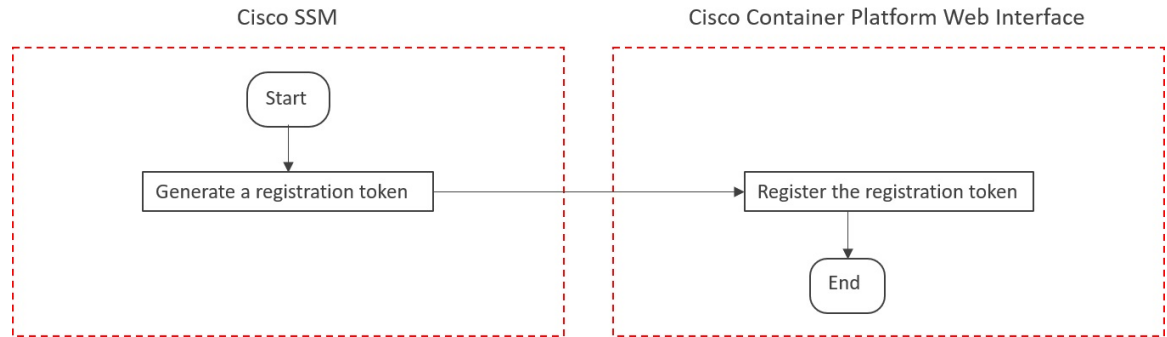 Cisco SSM
Cisco Container Platform Web Interface
Start
Generate a registration token
Register the registration token
End